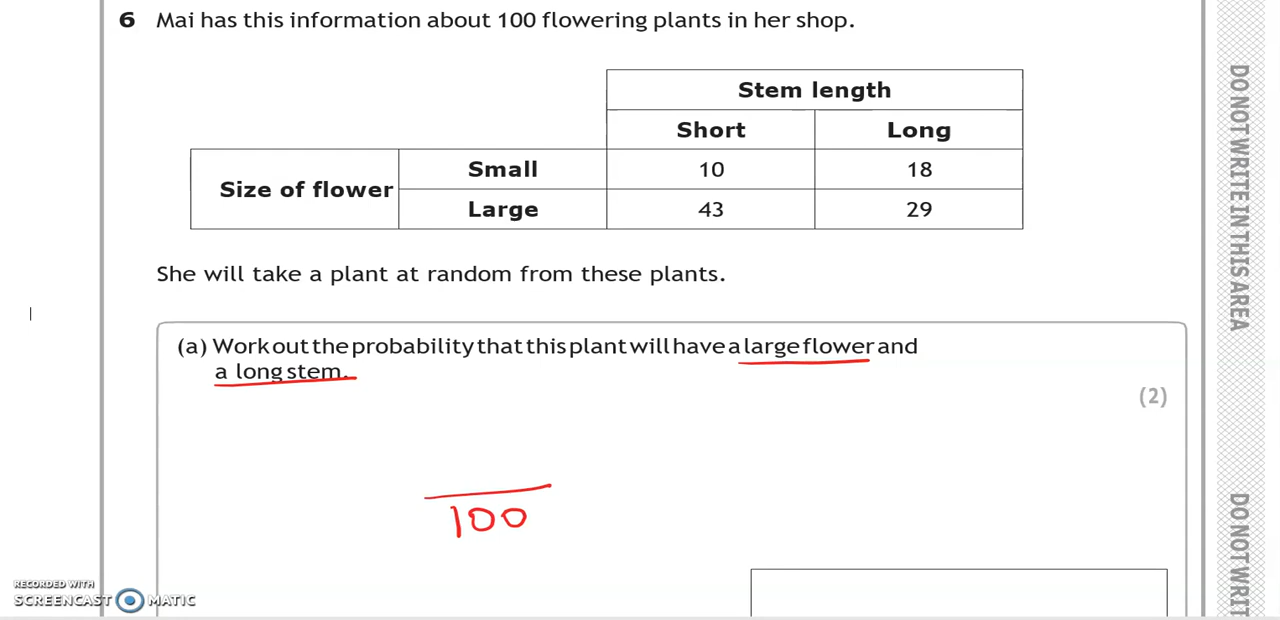 6 Mai has this information about 100 flowering plants in her shop.
Stem length
Short Long
Size of flower Small 10 18
Large 43 29
She will take a plant at random from these plants.
(a) Work out the probability that this plant will have a large flower and
a long stem.
(2)
100
DO NOT WRITE IN THIS AREA
DO NOT WRIT
RECORDED WITH
SCREENCAST MATIC